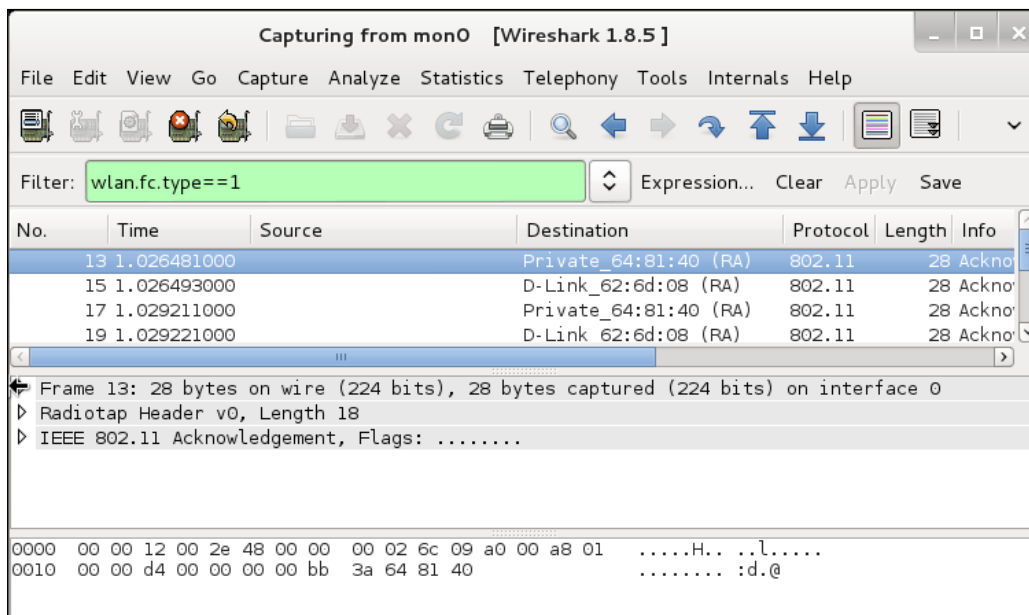 Capturing from mon0 [Wireshark 1.8.5 ]
File Edit View Go Capture Analyze Statistics Telephony Tools Internals Help
Filter: wlan.fc.type==1 Expression... Clear Apply Save
No. Time Source Destination Protocol Length Info
13 1.026481000 Private_64:81:40 (RA) 802.11 28 Ackno
15 1.026493000 D-Link_62:6d:08 (RA) 802.11 28 Ackno
17 1.029211000 Private_64:81:40 (RA) 802.11 28 Ackno
19 1.029221000 D-Link_62:6d:08 (RA) 802.11 28 Ackno
Frame 13: 28 bytes on wire (224 bits), 28 bytes captured (224 bits) on interface 0
Radiotap Header v0, Length 18
IEEE 802.11 Acknowledgement, Flags: ........
0000 00 00 12 00 2e 48 00 00 00 02 6c 09 a0 00 a8 01 .....H.. ..l.....
0010 00 00 d4 00 00 00 00 bb 3a 64 81 40 ........ :d.@